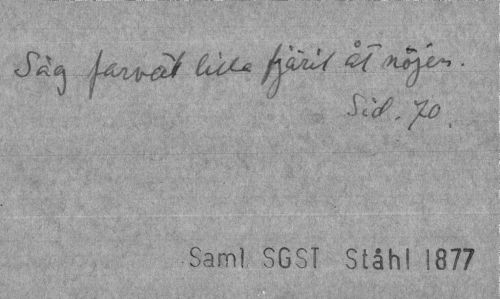 Säg farväl lilla fjäril åt nöjen.
Sid. 70.
Saml SGST Ståhl 1877